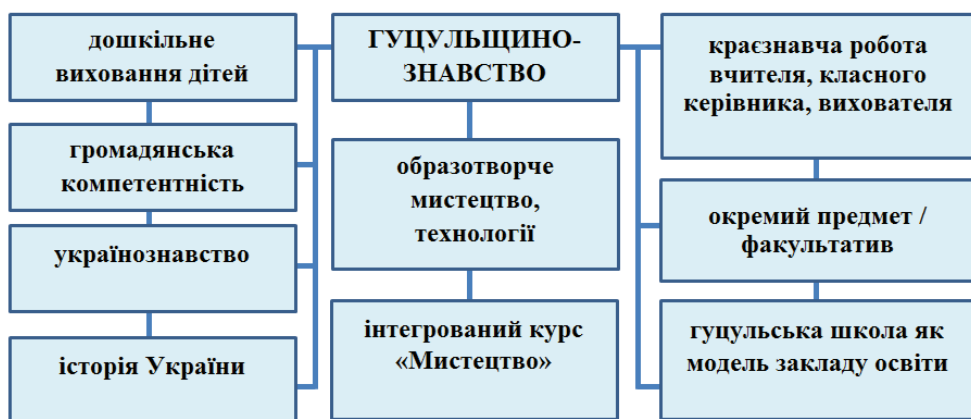 дошкільне
виховання дітей
громадянська
компетентність
українознавство
історія України
ГУЦУЛЬЩИНО-
ЗНАВСТВО
образотворче
мистецтво,
технології
інтегрований курс
«Мистецтво»
краєзнавча робота
вчителя, класного
керівника, вихователя
окремий предмет /
факультатив
гуцульська школа як
модель закладу освіти